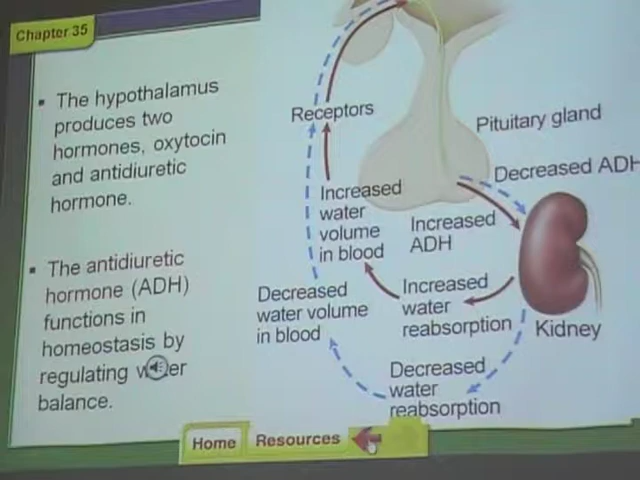 Chapter 35
The hypothalamus
produces two
hormones, oxytocin
and antidiuretic
hormone.
The antidiuretic
hormone (ADH)
functions in
homeostasis by
regulating
balance.
Receptors
Pituitary gland
Decreased ADH
Increased
water
volume
in blood
Increased
ADH
Decreased
water volume
in blood
Increased
water
reabsorption
Kidney
Decreased
water
reabsorption
Home
Resources